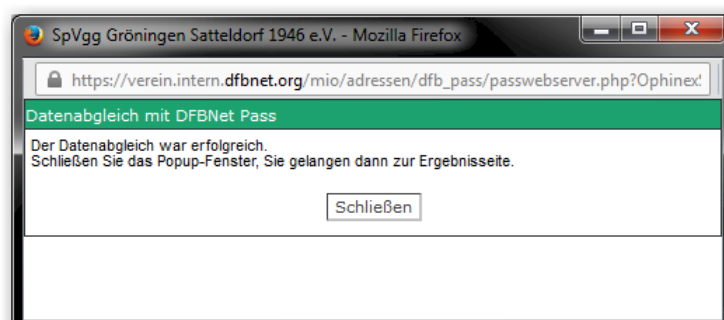 SpVgg Gröningen Satteldorf 1946 e.V. - Mozilla Firefox
https://verein.intern.dfbnet.org/mio/adressen/dfb_pass/passwebserver.php?Ophinex
Datenabgleich mit DFBNet Pass
Der Datenabgleich war erfolgreich.
Schließen Sie das Popup-Fenster, Sie gelangen dann zur Ergebnisseite.
Schließen